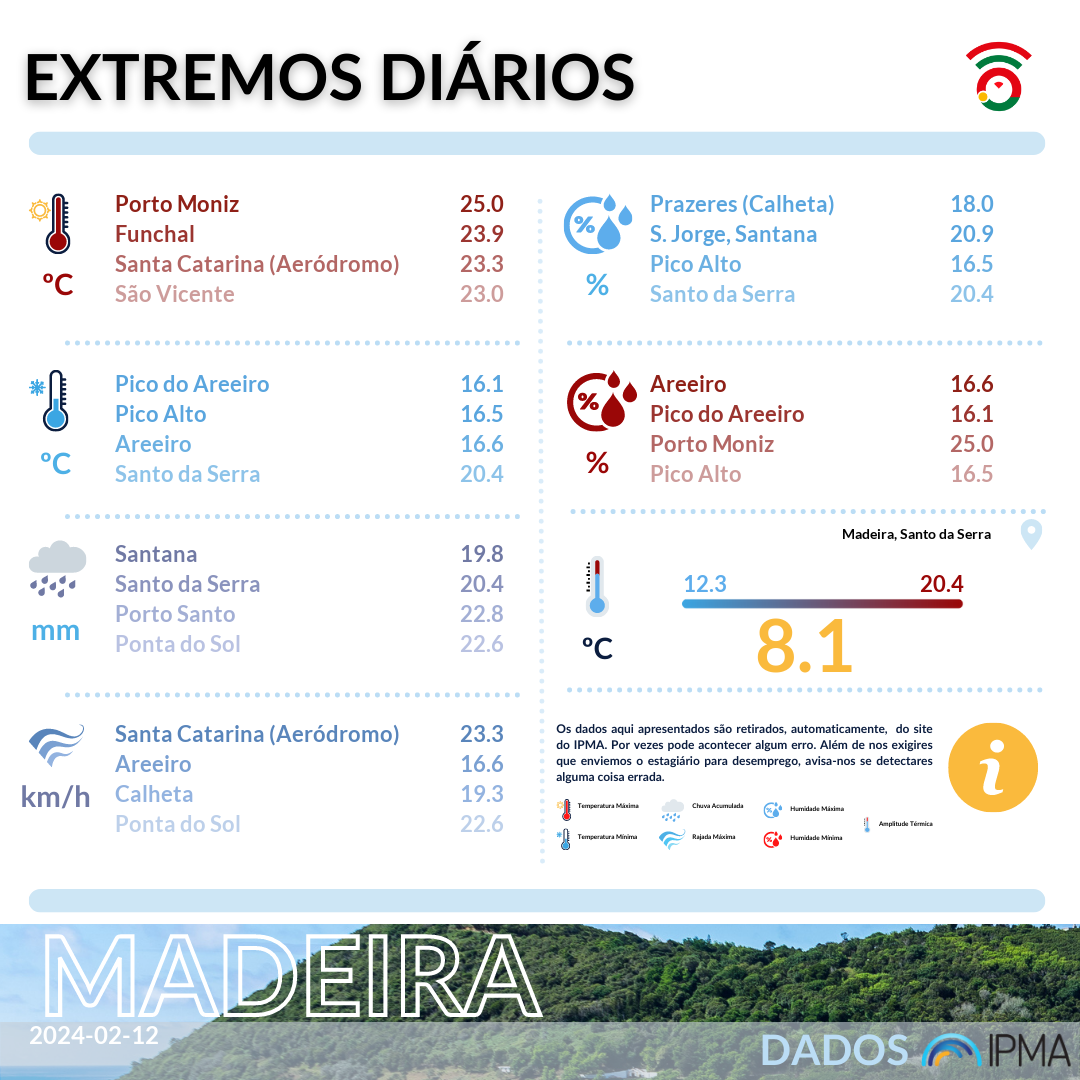 EXTREMOS DIÁRIOS
Porto Moniz 25.0
Funchal 23.9
Santa Catarina (Aeródromo) 23.3
São Vicente 23.0
ºC
Pico do Areeiro 16.1
Pico Alto 16.5
Areeiro 16.6
Santo da Serra 20.4
ºC
Santana 19.8
Santo da Serra 20.4
Porto Santo 22.8
Ponta do Sol 22.6
mm
Santa Catarina (Aeródromo) 23.3
Areeiro 16.6
Calheta 19.3
Ponta do Sol 22.6
km/h
%
Prazeres (Calheta) 18.0
S. Jorge, Santana 20.9
Pico Alto 16.5
Santo da Serra 20.4
%
%
Areeiro 16.6
Pico do Areeiro 16.1
Porto Moniz 25.0
Pico Alto 16.5
%
Madeira, Santo da Serra
12.3 20.4
8.1
ºC
Os dados aqui apresentados são retirados, automaticamente, do site
do IPMA. Por vezes pode acontecer algum erro. Além de nos exigires
que enviemos o estagiário para desemprego, avisa-nos se detectares
alguma coisa errada.
i
Temperatura Máxima Chuva Acumulada Humidade Máxima
Amplitude Térmica
Temperatura Mínima Rajada Máxima Humidade Mínima
MADEIRA
2024-02-12
DADOS IPMA